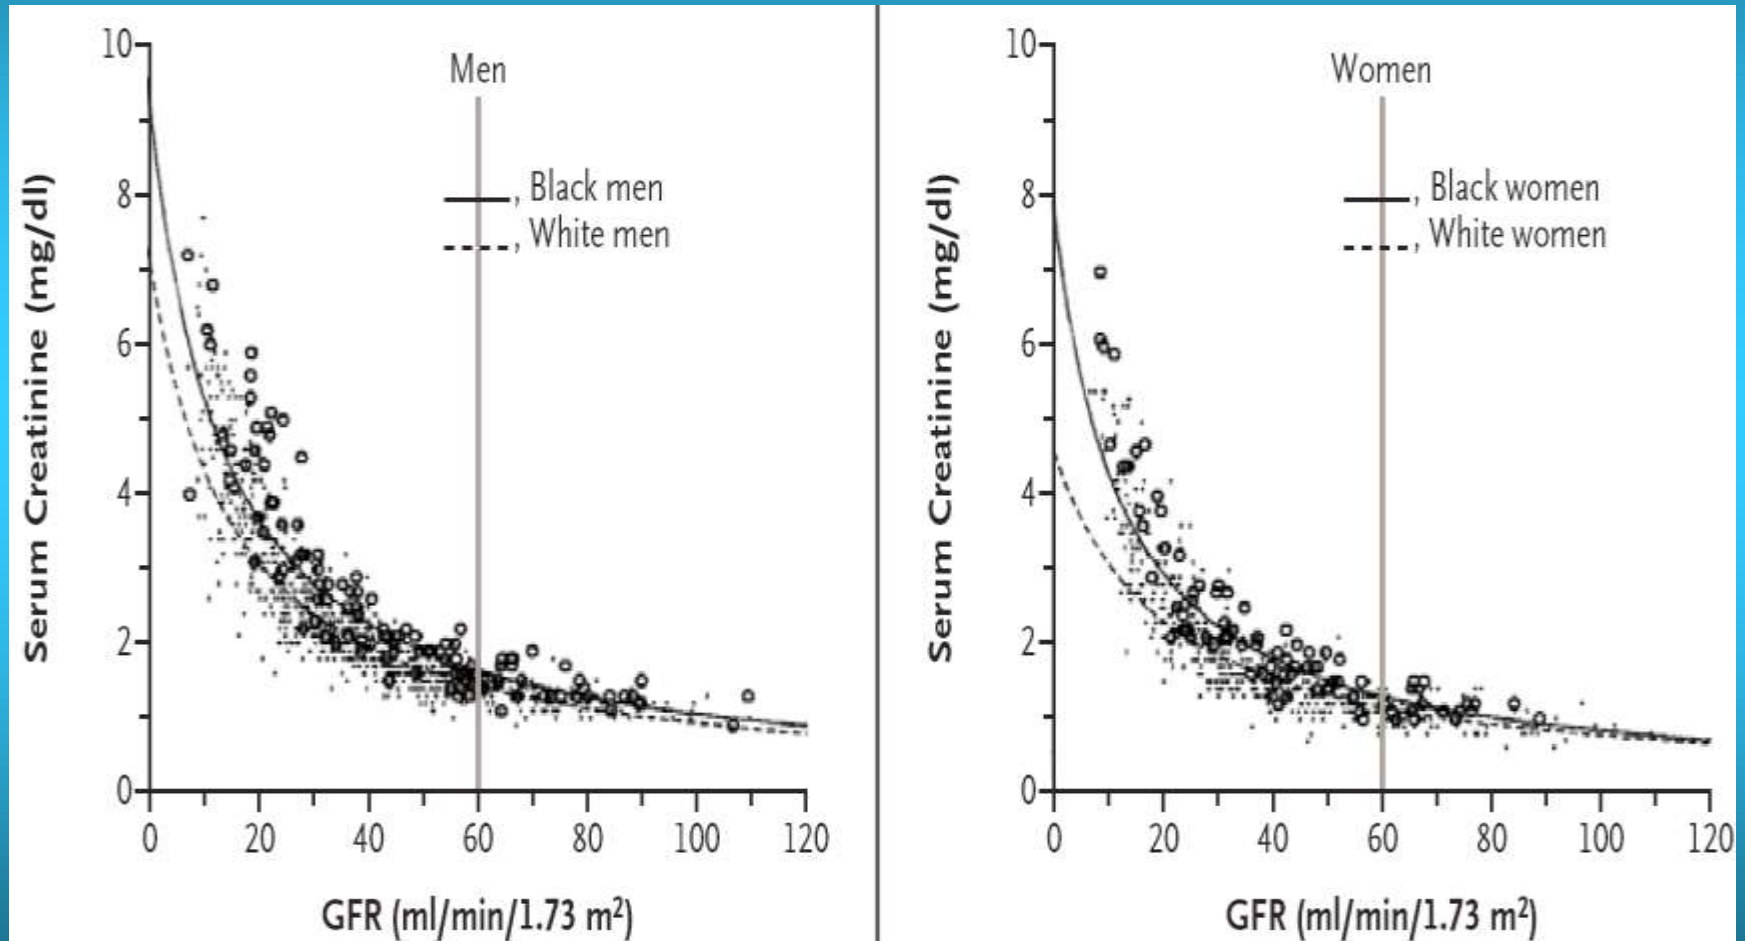 Men
, Black men
, White men
Serum Creatinine (mg/dl)
10
8
6
4
2
0
0 20 40 60 80 100 120
GFR (ml/min/1.73 m²)
Women
, Black women
, White women
Serum Creatinine (mg/dl)
10
8
6
4
2
0
0 20 40 60 80 100 120
GFR (ml/min/1.73 m²)